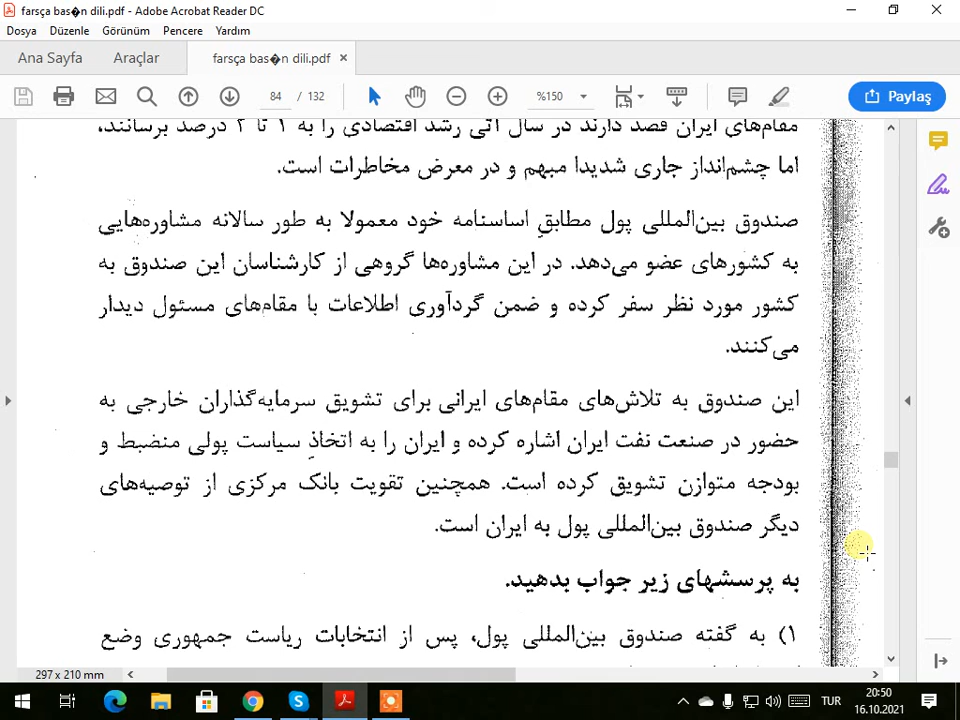 farsça bas�n dili.pdf - Adobe Acrobat Reader DC
Dosya Düzenle Görünüm Pencere Yardım
Ana Sayfa Araçlar farsça bas�n dili.pdf ×
84 / 132 %150 Paylaş
مقام‌های ایران قصد دارند در سال آتی رشد اقتصادی را به ۱ تا ۲ درصد برسانند،
اما چشم‌انداز جاری شدیدا مبهم و در معرض مخاطرات است.
صندوق بین‌المللی پول مطابقِ اساسنامه خود معمولا به طور سالانه مشاوره‌هایی
به کشورهای عضو می‌دهد. در این مشاوره‌ها گروهی از کارشناسان این صندوق به
کشور مورد نظر سفر کرده و ضمن گردآوری اطلاعات با مقام‌های مسئول دیدار
می‌کنند.
این صندوق به تلاش‌های مقام‌های ایرانی برای تشویق سرمایه‌گذاران خارجی به
حضور در صنعت نفت ایران اشاره کرده و ایران را به اتخاذِ سیاست پولی منضبط و
بودجه متوازن تشویق کرده است. همچنین تقویت بانک مرکزی از توصیه‌های
دیگر صندوق بین‌المللی پول به ایران است.
به پرسشهای زیر جواب بدهید.
۱) به گفته صندوق بین‌المللی پول، پس از انتخابات ریاست جمهوری وضع
297 x 210 mm
TUR 20:50
16.10.2021